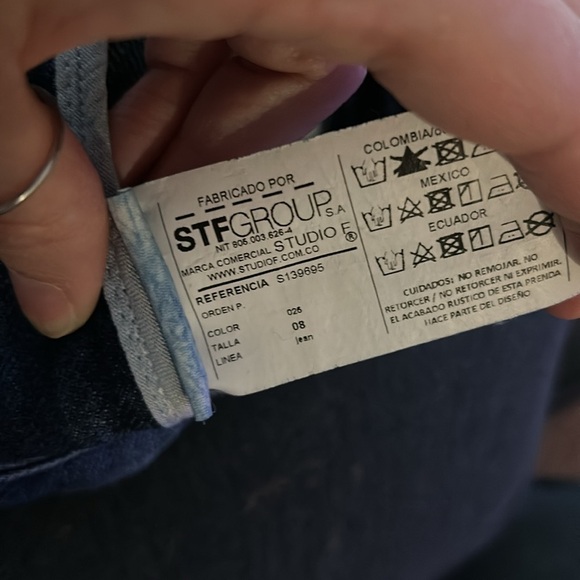 FABRICADO POR
STFGROUP S.A
NIT 805.003.626-4
MARCA COMERCIAL STUDIO F®
WWW.STUDIOF.COM.CO
REFERENCIA S139695
ORDEN P.
COLOR 026
TALLA 08
LINEA jean
COLOMBIA/
MEXICO
ECUADOR
CUIDADOS: NO REMOJAR. NO
RETORCER / NO RETORCER NI EXPRIMIR.
EL ACABADO RUSTICO DE ESTA PRENDA
HACE PARTE DEL DISEÑO